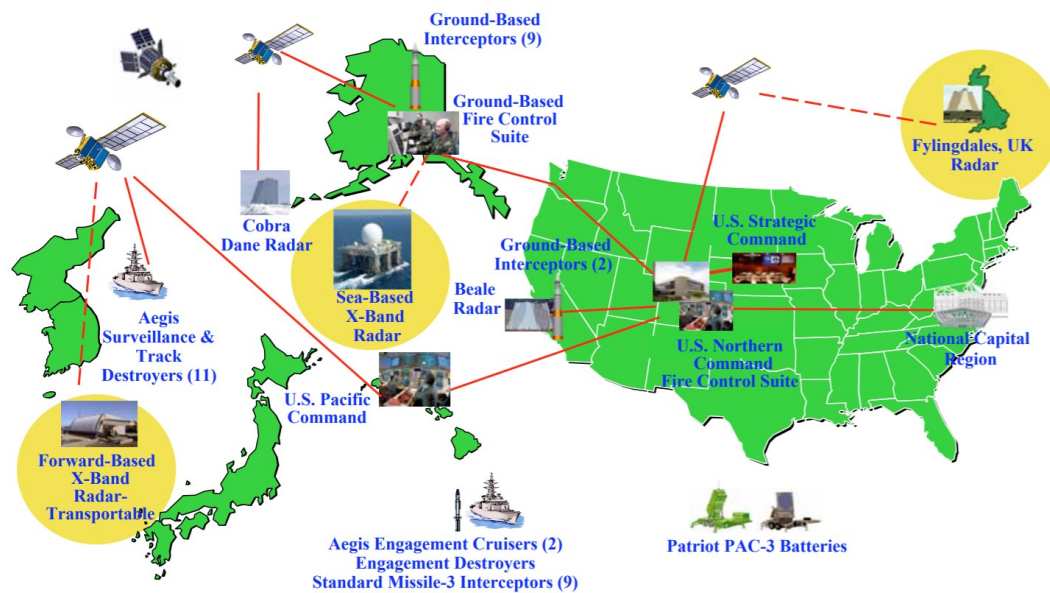 Ground-Based
Interceptors (9)
Ground-Based
Fire Control
Suite
Fylingdales, UK
Radar
Cobra
Dane Radar
U.S. Strategic
Command
Ground-Based
Interceptors (2)
Beale
Radar
Sea-Based
X-Band
Radar
Aegis
Surveillance &
Track
Destroyers (11)
National Capital
Region
U.S. Northern
Command
Fire Control Suite
U.S. Pacific
Command
Forward-Based
X-Band
Radar-
Transportable
Aegis Engagement Cruisers (2)
Engagement Destroyers
Standard Missile-3 Interceptors (9)
Patriot PAC-3 Batteries